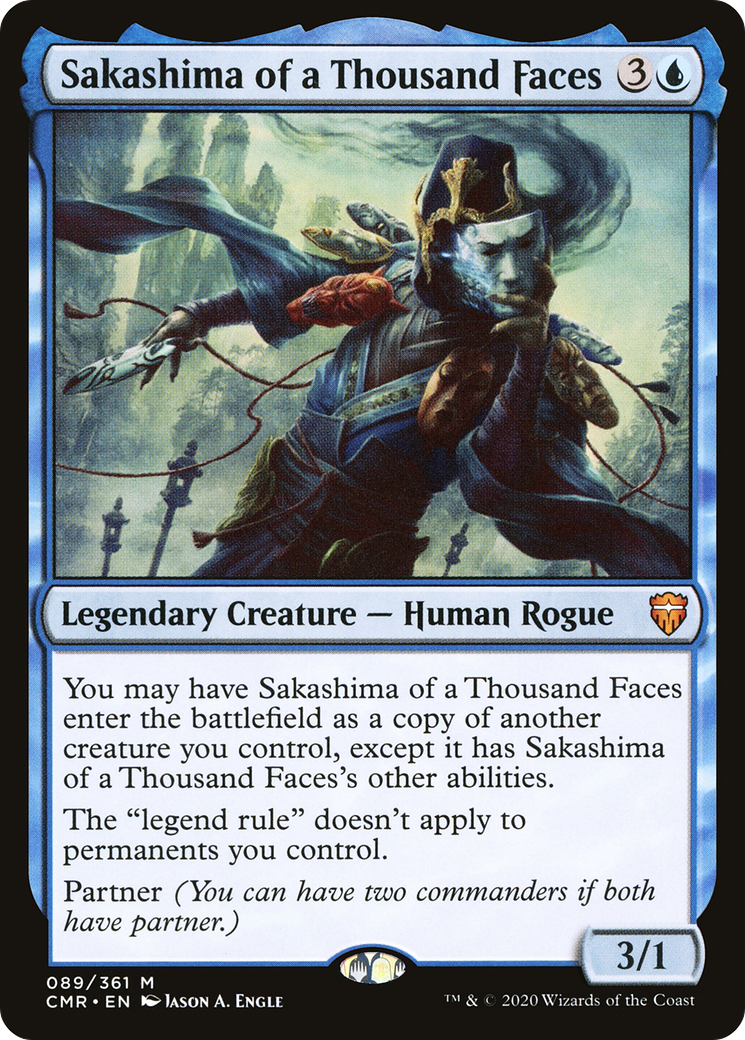 Sakashima of a Thousand Faces 3
Legendary Creature — Human Rogue
You may have Sakashima of a Thousand Faces
enter the battlefield as a copy of another
creature you control, except it has Sakashima
of a Thousand Faces's other abilities.
The “legend rule” doesn't apply to
permanents you control.
Partner (You can have two commanders if both
have partner.)
3/1
089/361 M
CMR • EN Jason A. Engle
™ & © 2020 Wizards of the Coast